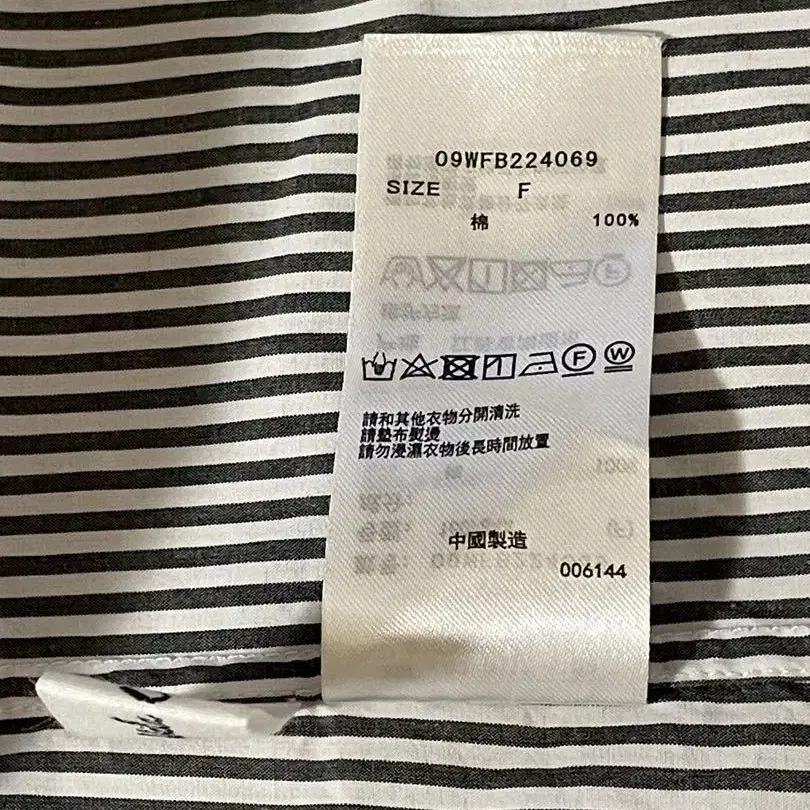 09WFB224069
SIZE F
棉 100%
F W
請和其他衣物分開清洗
請墊布熨燙
請勿浸濕衣物後長時間放置
中國製造
006144